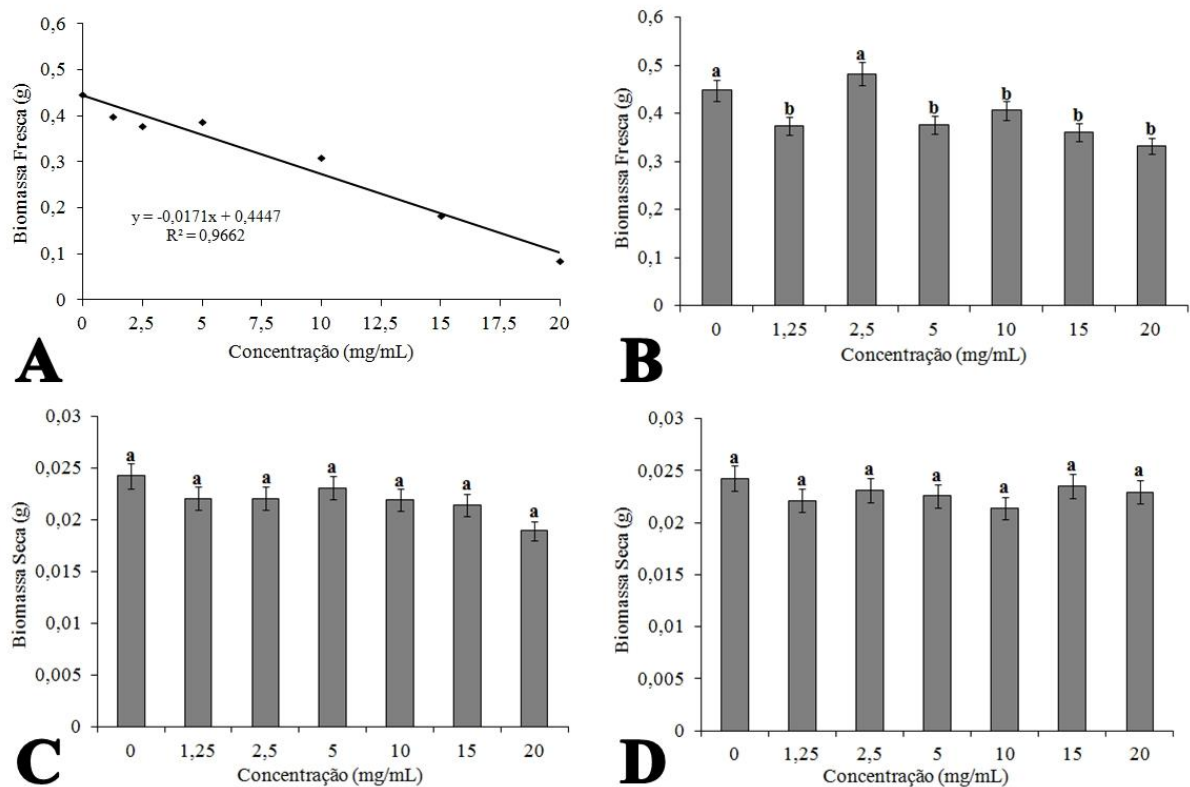 0,6
0,5
0,4
0,3
0,2
0,1
0
Biomassa Fresca (g)
y = -0,0171x + 0,4447
R² = 0,9662
0 2,5 5 7,5 10 12,5 15 17,5 20
Concentração (mg/mL)
A
0,6
0,5
0,4
0,3
0,2
0,1
0
Biomassa Fresca (g)
a b a b b b b
0 1,25 2,5 5 10 15 20
Concentração (mg/mL)
B
0,03
0,025
0,02
0,015
0,01
0,005
0
Biomassa Seca (g)
a a a a a a a
0 1,25 2,5 5 10 15 20
Concentração (mg/mL)
C
0,03
0,025
0,02
0,015
0,01
0,005
0
Biomassa Seca (g)
a a a a a a a
0 1,25 2,5 5 10 15 20
Concentração (mg/mL)
D